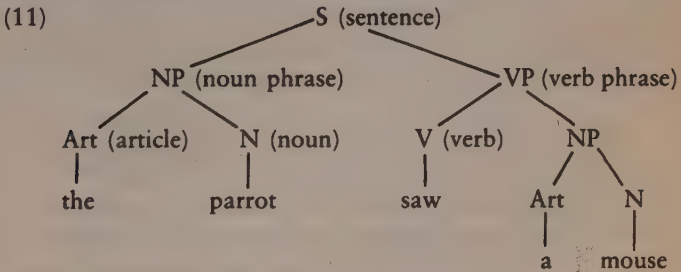 (11) S (sentence)
NP (noun phrase) VP (verb phrase)
Art (article) N (noun) V (verb) NP
the parrot saw Art N
a mouse